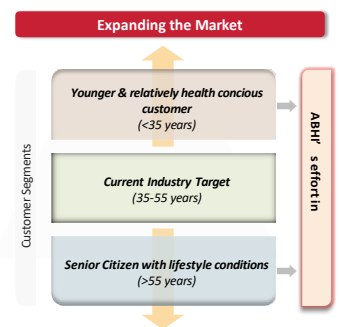 Expanding the Market
Customer Segments
Younger & relatively health concious
customer
(<35 years)
Current Industry Target
(35-55 years)
Senior Citizen with lifestyle conditions
(>55 years)
ABHI' s effort in